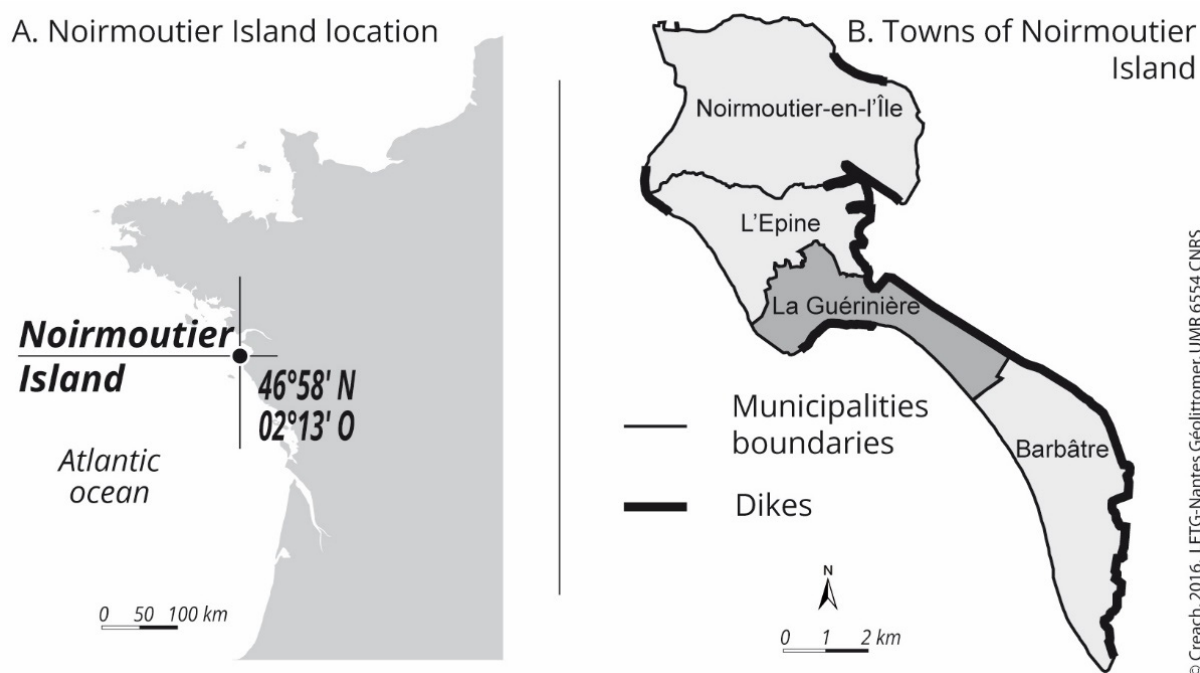 A. Noirmoutier Island location
Noirmoutier
Island
46°58' N
02°13' O
Atlantic
ocean
0 50 100 km
B. Towns of Noirmoutier
Island
Noirmoutier-en-l'Île
L'Epine
La Guérinière
Barbâtre
Municipalities
boundaries
Dikes
N
0 1 2 km
© Creach, 2016, LETG-Nantes Géolittomer, UMR 6554 CNRS